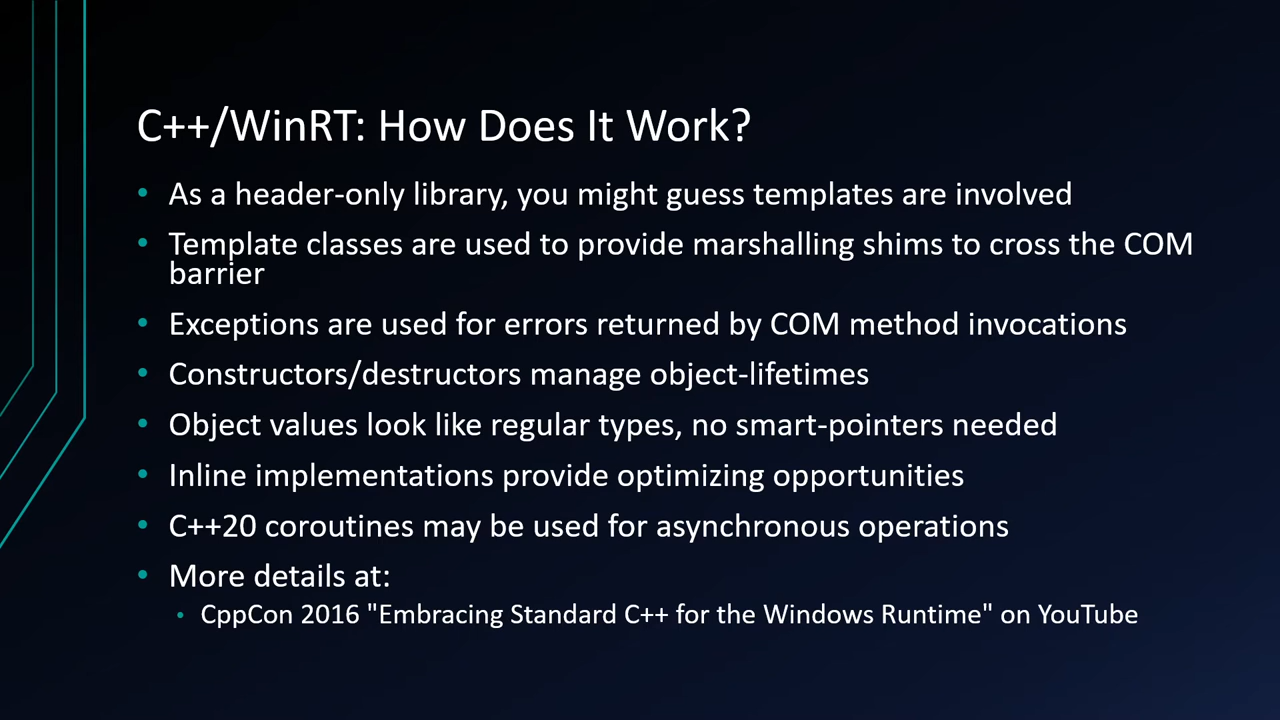 C++/WinRT: How Does It Work?
• As a header-only library, you might guess templates are involved
• Template classes are used to provide marshalling shims to cross the COM
barrier
• Exceptions are used for errors returned by COM method invocations
• Constructors/destructors manage object-lifetimes
• Object values look like regular types, no smart-pointers needed
• Inline implementations provide optimizing opportunities
• C++20 coroutines may be used for asynchronous operations
• More details at:
• CppCon 2016 "Embracing Standard C++ for the Windows Runtime" on YouTube